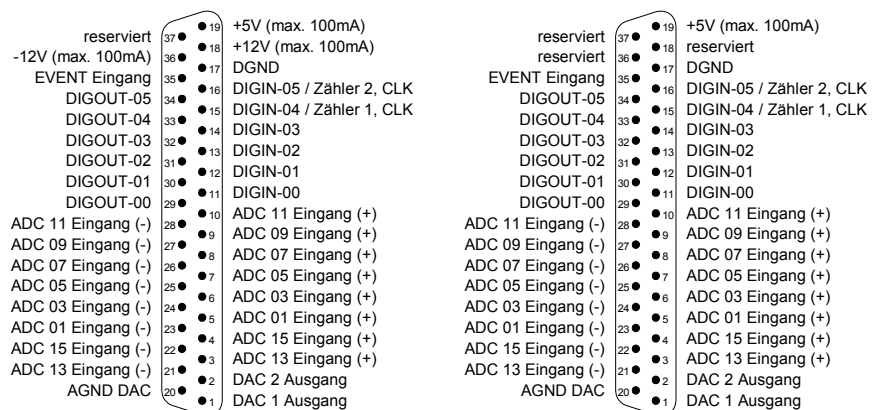 19 +5V (max. 100mA)
reserviert 37
18 +12V (max. 100mA)
-12V (max. 100mA) 36
17 DGND
EVENT Eingang 35
16 DIGIN-05 / Zähler 2, CLK
DIGOUT-05 34
15 DIGIN-04 / Zähler 1, CLK
DIGOUT-04 33
14 DIGIN-03
DIGOUT-03 32
13 DIGIN-02
DIGOUT-02 31
12 DIGIN-01
DIGOUT-01 30
11 DIGIN-00
DIGOUT-00 29
10 ADC 11 Eingang (+)
ADC 11 Eingang (-) 28
9 ADC 09 Eingang (+)
ADC 09 Eingang (-) 27
8 ADC 07 Eingang (+)
ADC 07 Eingang (-) 26
7 ADC 05 Eingang (+)
ADC 05 Eingang (-) 25
6 ADC 03 Eingang (+)
ADC 03 Eingang (-) 24
5 ADC 01 Eingang (+)
ADC 01 Eingang (-) 23
4 ADC 15 Eingang (+)
ADC 15 Eingang (-) 22
3 ADC 13 Eingang (+)
ADC 13 Eingang (-) 21
2 DAC 2 Ausgang
AGND DAC 20
1 DAC 1 Ausgang
19 +5V (max. 100mA)
reserviert 37
18 reserviert
reserviert 36
17 DGND
EVENT Eingang 35
16 DIGIN-05 / Zähler 2, CLK
DIGOUT-05 34
15 DIGIN-04 / Zähler 1, CLK
DIGOUT-04 33
14 DIGIN-03
DIGOUT-03 32
13 DIGIN-02
DIGOUT-02 31
12 DIGIN-01
DIGOUT-01 30
11 DIGIN-00
DIGOUT-00 29
10 ADC 11 Eingang (+)
ADC 11 Eingang (-) 28
9 ADC 09 Eingang (+)
ADC 09 Eingang (-) 27
8 ADC 07 Eingang (+)
ADC 07 Eingang (-) 26
7 ADC 05 Eingang (+)
ADC 05 Eingang (-) 25
6 ADC 03 Eingang (+)
ADC 03 Eingang (-) 24
5 ADC 01 Eingang (+)
ADC 01 Eingang (-) 23
4 ADC 15 Eingang (+)
ADC 15 Eingang (-) 22
3 ADC 13 Eingang (+)
ADC 13 Eingang (-) 21
2 DAC 2 Ausgang
AGND DAC 20
1 DAC 1 Ausgang